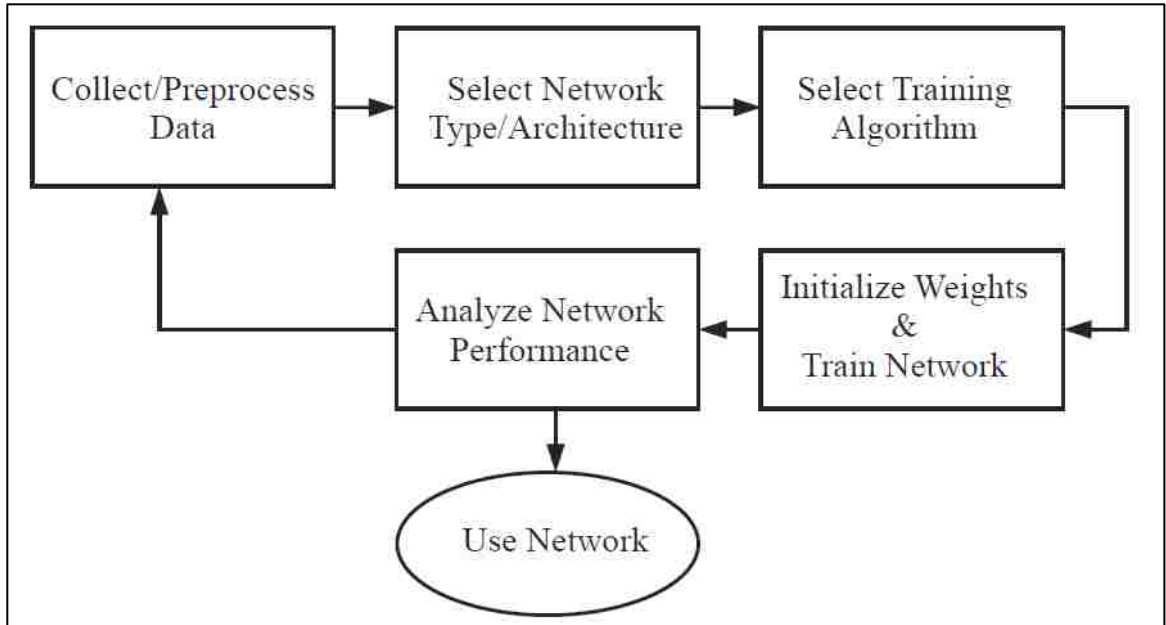 Collect/Preprocess
Data
Select Network
Type/Architecture
Select Training
Algorithm
Initialize Weights
&
Train Network
Analyze Network
Performance
Use Network